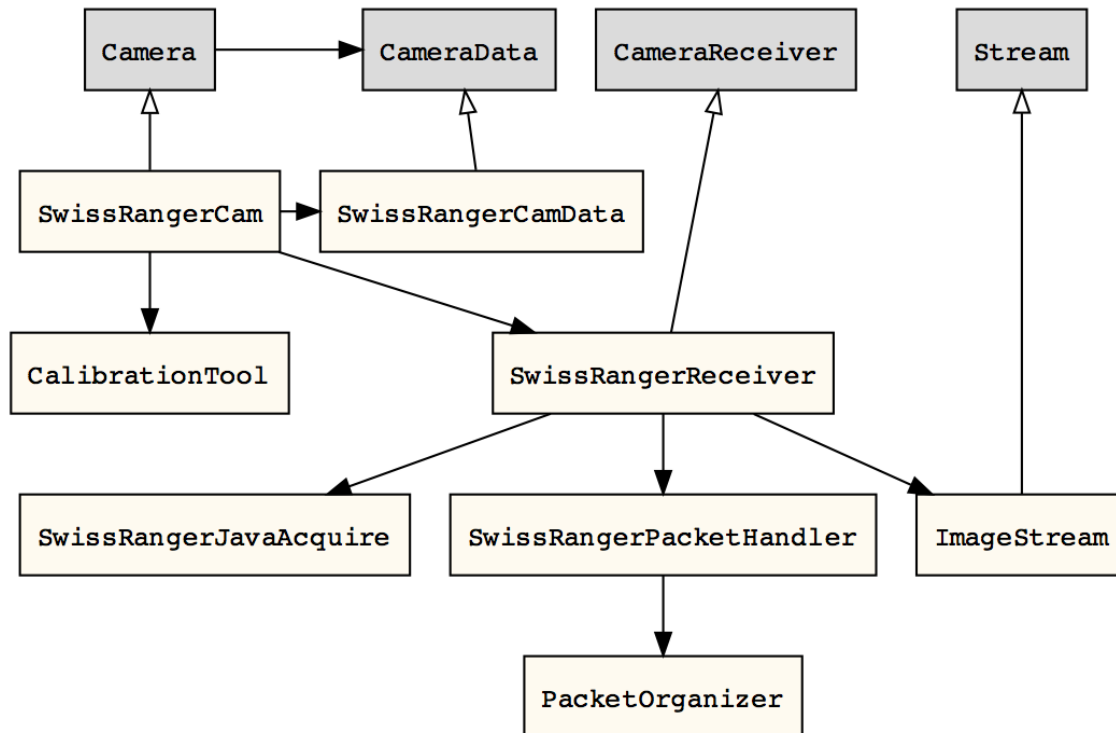 Camera
CameraData
CameraReceiver
Stream
SwissRangerCam
SwissRangerCamData
CalibrationTool
SwissRangerReceiver
SwissRangerJavaAcquire
SwissRangerPacketHandler
ImageStream
PacketOrganizer